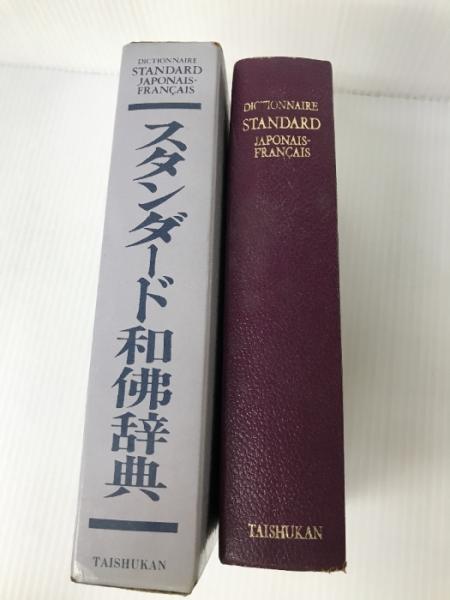 DICTIONNAIRE
STANDARD
JAPONAIS-
FRANÇAIS
スタンダード和佛辞典
TAISHUKAN
DICTIONNAIRE
STANDARD
JAPONAIS-
FRANÇAIS
TAISHUKAN